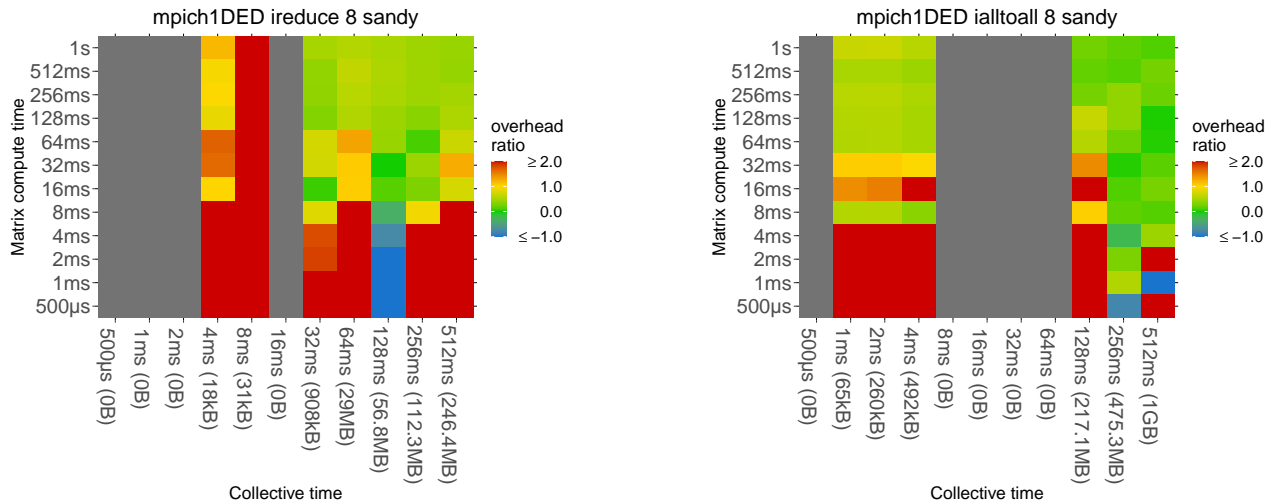 mpich1DED ireduce 8 sandy
Matrix compute time
1s
512ms
256ms
128ms
64ms
32ms
16ms
8ms
4ms
2ms
1ms
500µs
500µs (0B)
1ms (0B)
2ms (0B)
4ms (18kB)
8ms (31kB)
16ms (0B)
32ms (908kB)
64ms (29MB)
128ms (56.8MB)
256ms (112.3MB)
512ms (246.4MB)
Collective time
overhead
ratio
≥ 2.0
1.0
0.0
≤ −1.0
mpich1DED ialltoall 8 sandy
Matrix compute time
1s
512ms
256ms
128ms
64ms
32ms
16ms
8ms
4ms
2ms
1ms
500µs
500µs (0B)
1ms (65kB)
2ms (260kB)
4ms (492kB)
8ms (0B)
16ms (0B)
32ms (0B)
64ms (0B)
128ms (217.1MB)
256ms (475.3MB)
512ms (1GB)
Collective time
overhead
ratio
≥ 2.0
1.0
0.0
≤ −1.0